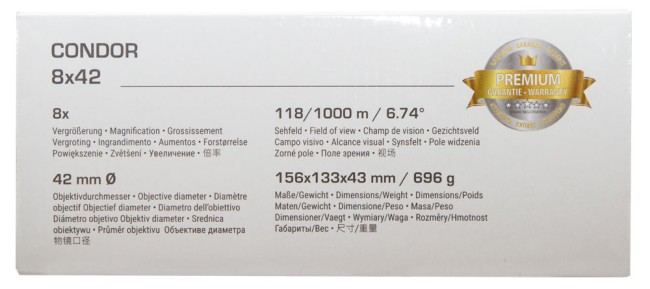 CONDOR
8x42
PREMIUM
GARANTIE • WARRANTY
8x
Vergrößerung • Magnification • Grossissement
Vergroting • Ingrandimento • Aumentos • Forstørrelse
Powiększenie • Zvětšení • Увеличение • 倍率
118/1000 m / 6.74°
Sehfeld • Field of view • Champ de vision • Gezichtsveld
Campo visivo • Alcance visual • Synsfelt • Pole widzenia
Zorné pole • Поле зрения • 视场
42 mm Ø
Objektivdurchmesser • Objective diameter • Diamètre
objectif Objectief diameter • Diametro dell'obiettivo
Diámetro objetivo Objektiv diameter • Srednica
obiektywu • Průměr objektivu Объективе диаметра
物镜口径
156x133x43 mm / 696 g
Maße/Gewicht • Dimensions/Weight • Dimensions/Poids
Maten/Gewicht • Dimensione/Peso • Masa/Peso
Dimensioner/Vaegt • Wymiary/Waga • Rozměry/Hmotnost
Габариты/Вес • 尺寸/重量